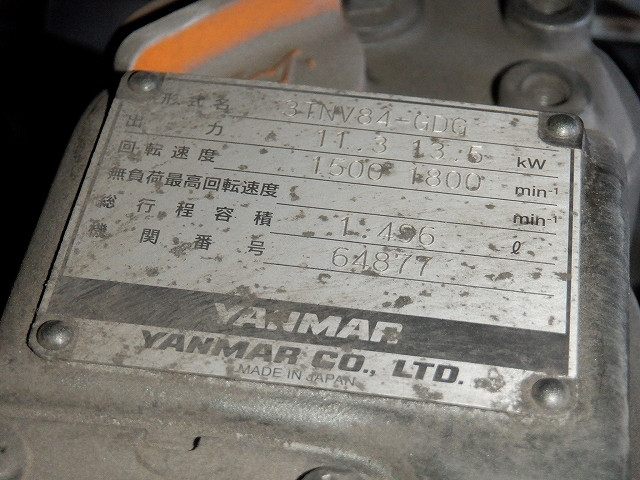 形式名 3TNV84-GDG
出力 11.3 13.5 kW
回転速度 1500 1800 min-1
無負荷最高回転速度 min-1
総行程容積 1.496 ℓ
機関番号 64877
YANMAR
YANMAR CO., LTD.
MADE IN JAPAN